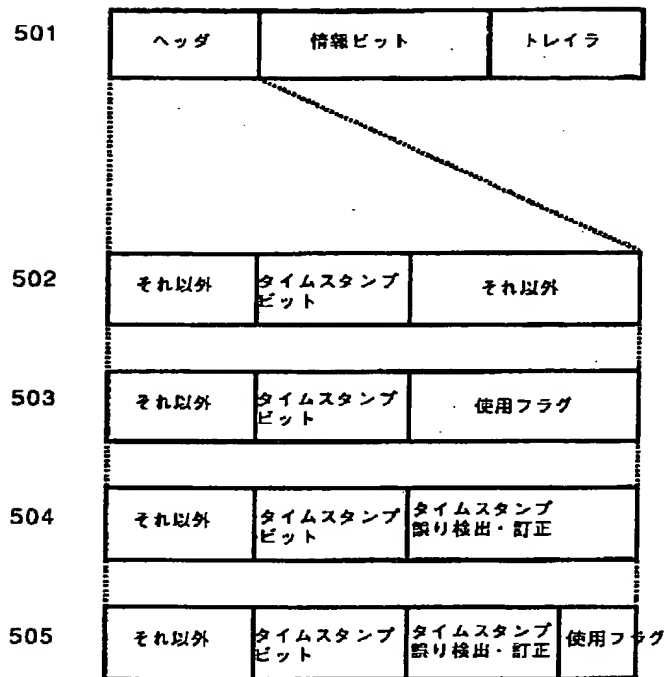 501 ヘッダ 情報ビット トレイラ
502 それ以外 タイムスタンプ それ以外
ビット
503 それ以外 タイムスタンプ 使用フラグ
ビット
504 それ以外 タイムスタンプ タイムスタンプ
ビット 誤り検出・訂正
505 それ以外 タイムスタンプ タイムスタンプ 使用フラグ
ビット 誤り検出・訂正